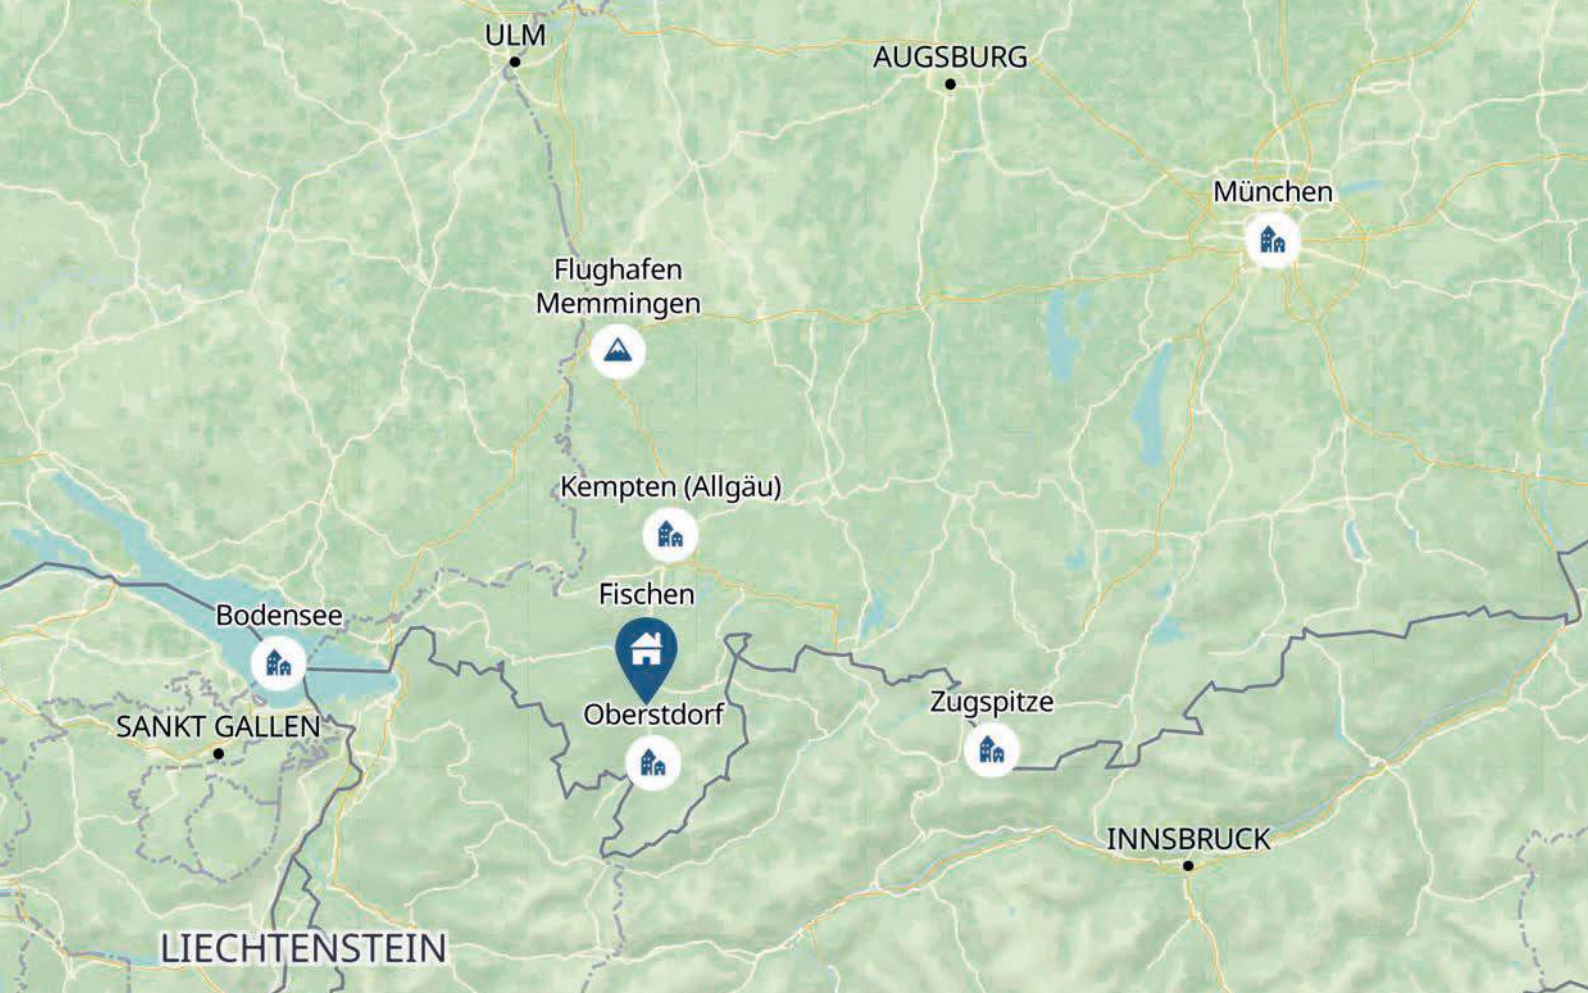 ULM
AUGSBURG
München
Flughafen
Memmingen
Kempten (Allgäu)
Fischen
Bodensee
Oberstdorf
Zugspitze
SANKT GALLEN
INNSBRUCK
LIECHTENSTEIN